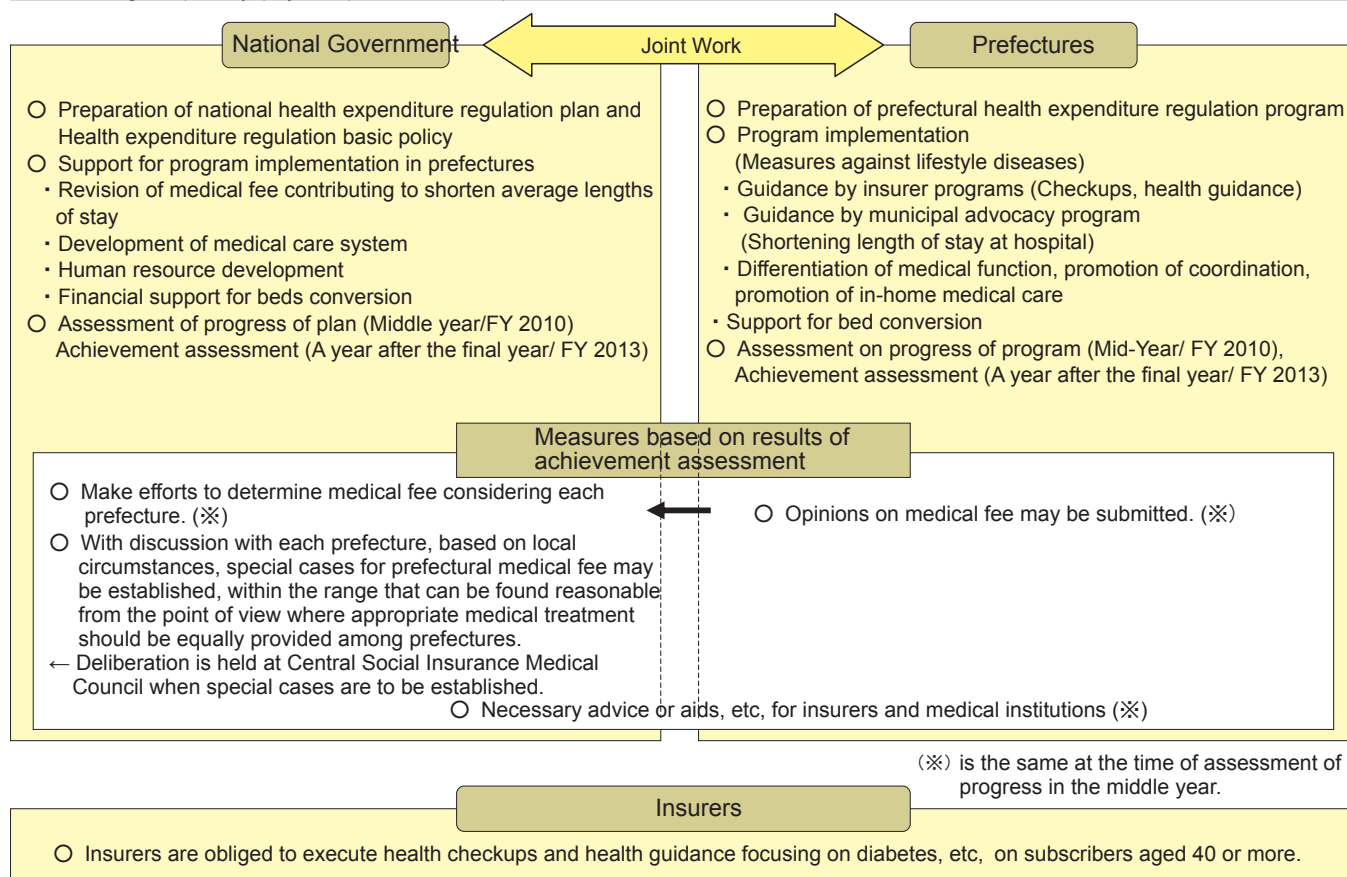 National Government
Joint Work
Prefectures
○ Preparation of national health expenditure regulation plan and
Health expenditure regulation basic policy
○ Support for program implementation in prefectures
・Revision of medical fee contributing to shorten average lengths
of stay
・Development of medical care system
・Human resource development
・Financial support for beds conversion
○ Assessment of progress of plan (Middle year/FY 2010)
Achievement assessment (A year after the final year/ FY 2013)
○ Preparation of prefectural health expenditure regulation program
○ Program implementation
(Measures against lifestyle diseases)
・Guidance by insurer programs (Checkups, health guidance)
・ Guidance by municipal advocacy program
(Shortening length of stay at hospital)
・Differentiation of medical function, promotion of coordination,
promotion of in-home medical care
・Support for bed conversion
○ Assessment on progress of program (Mid-Year/ FY 2010),
Achievement assessment (A year after the final year/ FY 2013)
Measures based on results of
achievement assessment
○ Make efforts to determine medical fee considering each
prefecture. (※)
○ With discussion with each prefecture, based on local
circumstances, special cases for prefectural medical fee may
be established, within the range that can be found reasonable
from the point of view where appropriate medical treatment
should be equally provided among prefectures.
← Deliberation is held at Central Social Insurance Medical
Council when special cases are to be established.
○ Opinions on medical fee may be submitted. (※)
○ Necessary advice or aids, etc, for insurers and medical institutions (※)
(※) is the same at the time of assessment of
progress in the middle year.
Insurers
○ Insurers are obliged to execute health checkups and health guidance focusing on diabetes, etc, on subscribers aged 40 or more.